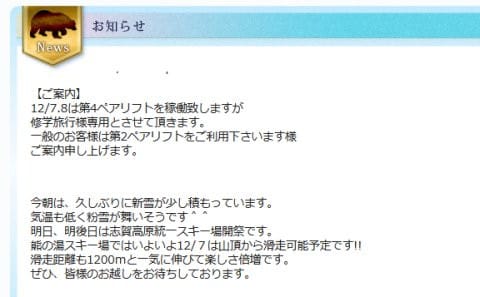 お知らせ
News
【ご案内】
12/7.8は第4ペアリフトを稼働致しますが
修学旅行様専用とさせて頂きます。
一般のお客様は第2ペアリフトをご利用下さいます様
ご案内申し上げます。
今朝は、久しぶりに新雪が少し積もっています。
気温も低く粉雪が舞いそうです＾＾
明日、明後日は志賀高原統一スキー場開祭です。
熊の湯スキー場ではいよいよ12/７は山頂から滑走可能予定です!!
滑走距離も1200mと一気に伸びて楽しさ倍増です。
ぜひ、皆様のお越しをお待ちしております。